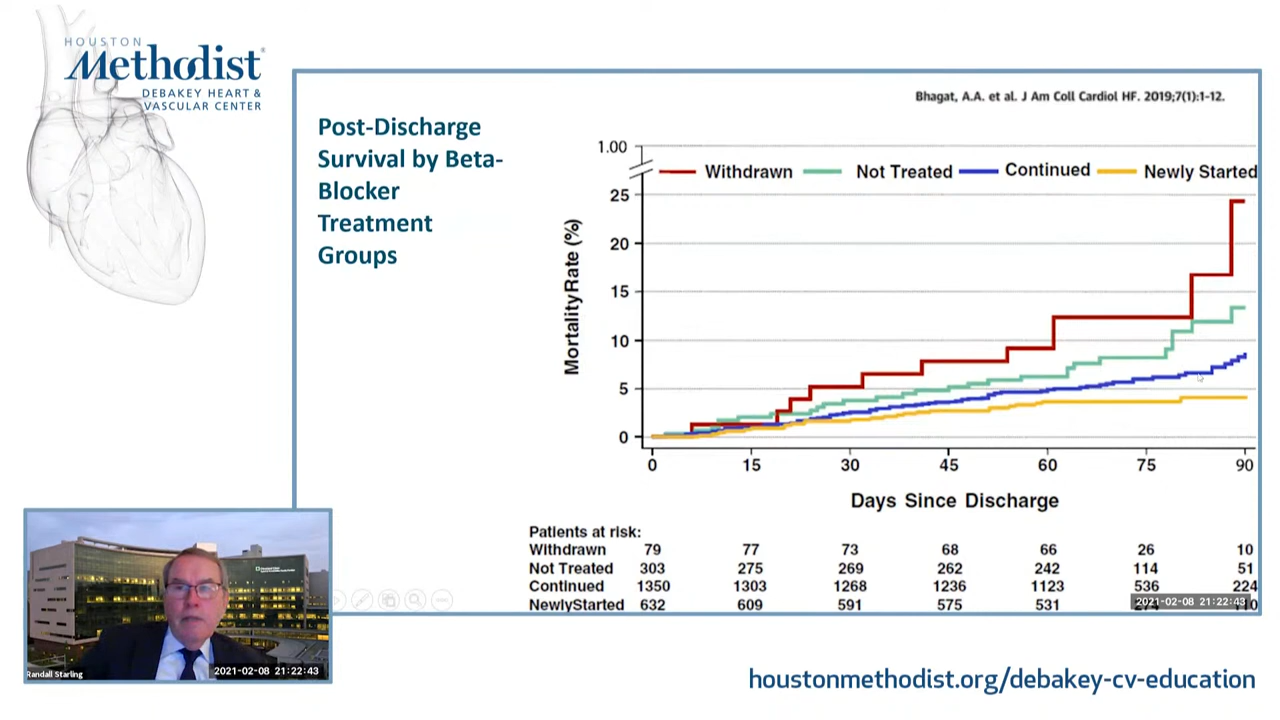 HOUSTON
Methodist®
DEBAKEY HEART &
VASCULAR CENTER
Post-Discharge
Survival by Beta-
Blocker
Treatment
Groups
Bhagat, A.A. et al. J Am Coll Cardiol HF. 2019;7(1):1-12.
1.00
Withdrawn Not Treated Continued Newly Started
25
20
15
10
5
0
MortalityRate (%)
0 15 30 45 60 75 90
Days Since Discharge
Patients at risk:
Withdrawn 79 77 73 68 66 26 10
Not Treated 303 275 269 262 242 114 51
Continued 1350 1303 1268 1236 1123 536 224
NewlyStarted 632 609 591 575 531
2021-02-08 21:22:43
Randall Starling
2021-02-08 21:22:43
houstonmethodist.org/debakey-cv-education